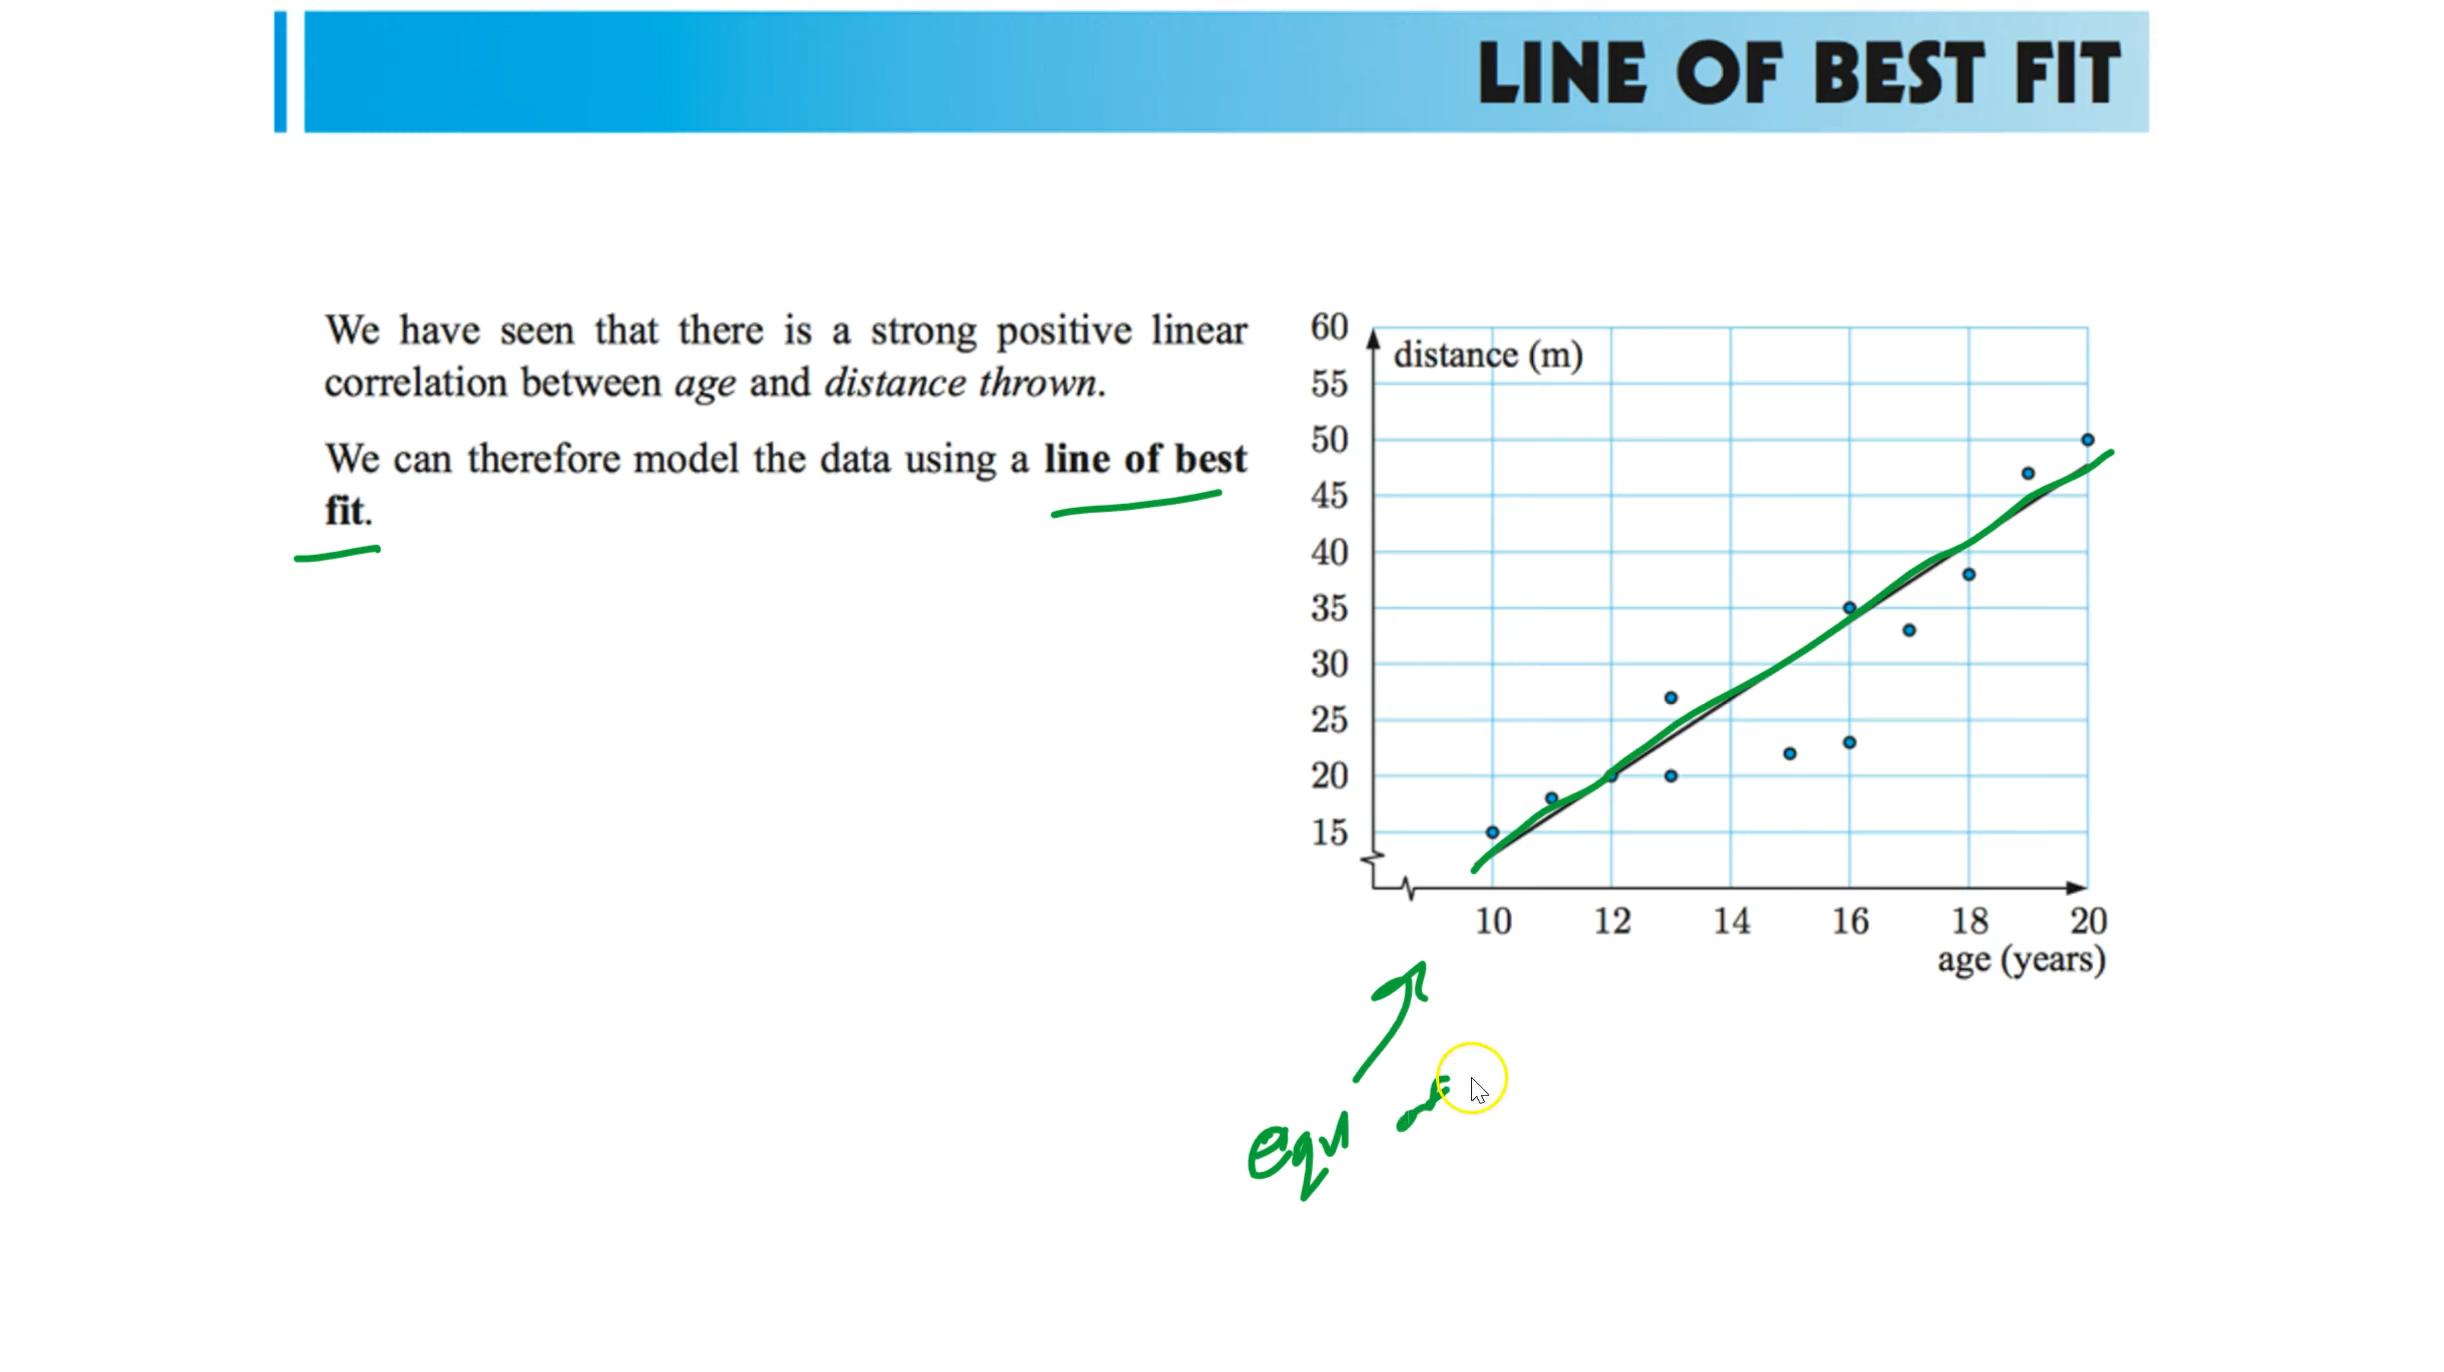 LINE OF BEST FIT
We have seen that there is a strong positive linear
correlation between age and distance thrown.
We can therefore model the data using a line of best
fit.
60
distance (m)
55
50
45
40
35
30
25
20
15
10 12 14 16 18 20
age (years)
eqn of